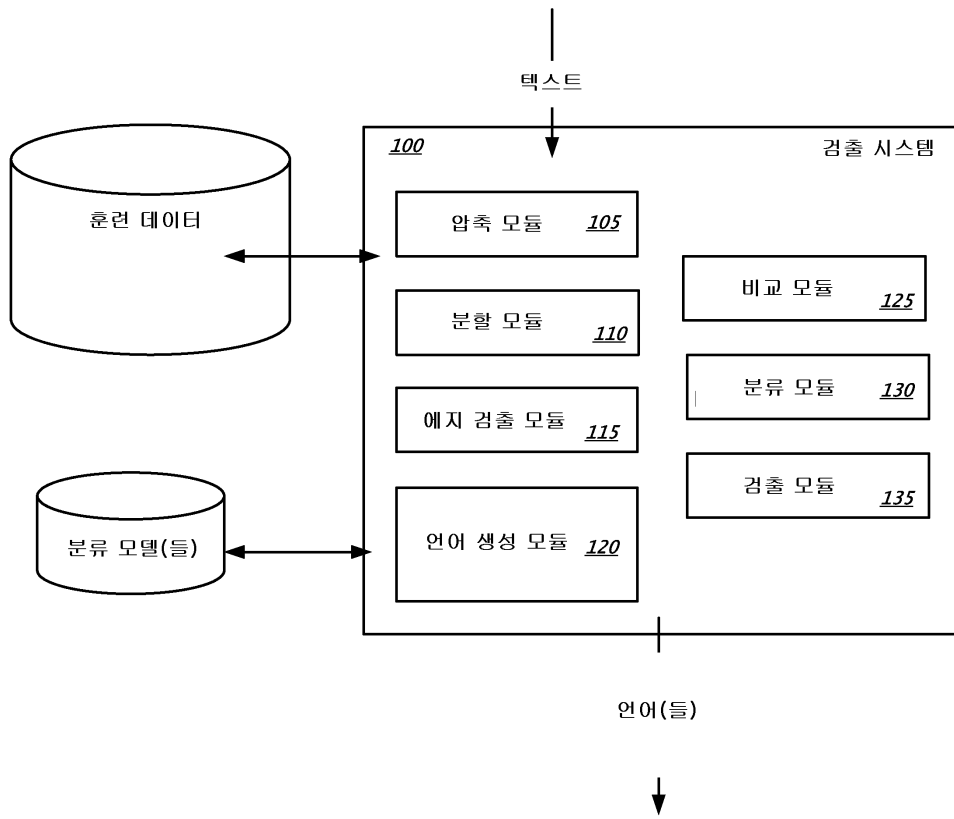 텍스트
100
검출 시스템
훈련 데이터
압축 모듈 105
분할 모듈 110
에지 검출 모듈 115
언어 생성 모듈 120
비교 모듈 125
분류 모듈 130
검출 모듈 135
분류 모델(들)
언어(들)